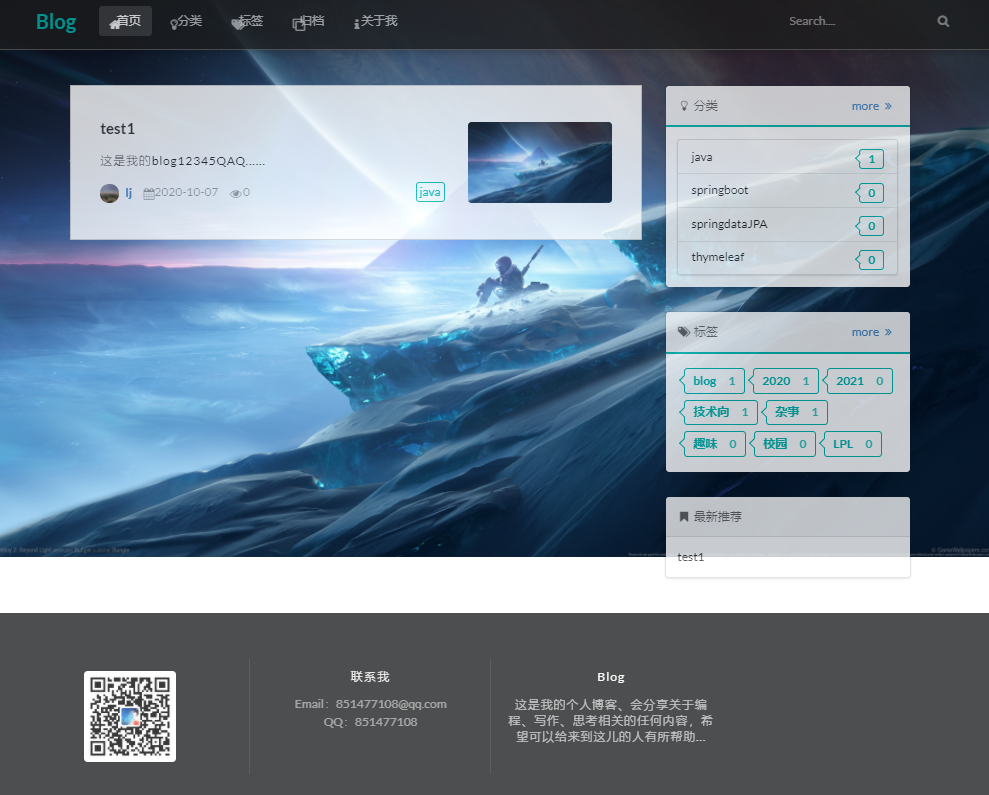 Blog 首页 分类 标签 归档 关于我 Search...
test1
这是我的blog12345QAQ......
lj 2020-10-07 0 java
分类 more »
java 1
springboot 0
springdataJPA 0
thymeleaf 0
标签 more »
blog 1 2020 1 2021 0
技术向 1 杂事 1
趣味 0 校园 0 LPL 0
最新推荐
test1
联系我
Email：851477108@qq.com
QQ：851477108
Blog
这是我的个人博客、会分享关于编
程、写作、思考相关的任何内容，希
望可以给来到这儿的人有所帮助...